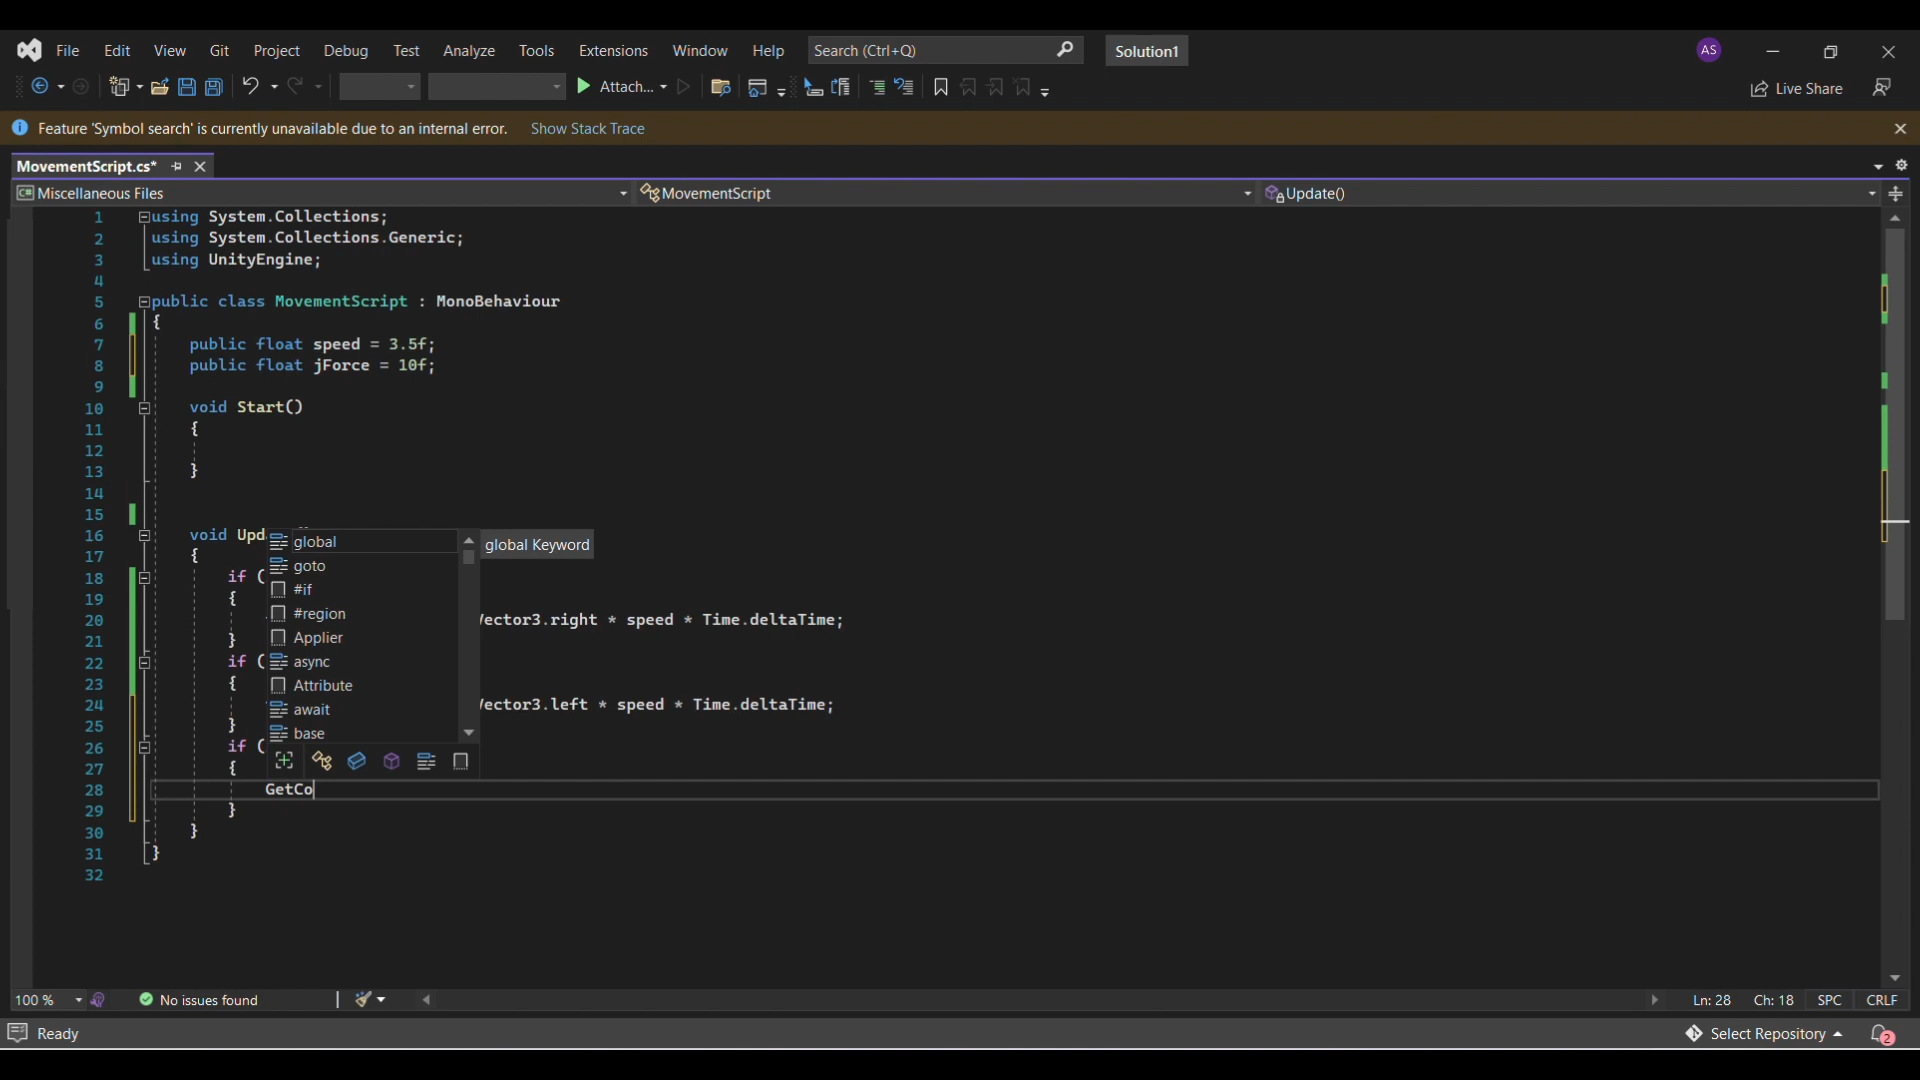 File Edit View Git Project Debug Test Analyze Tools Extensions Window Help Search (Ctrl+Q) Solution1 AS
Attach... Live Share
Feature 'Symbol search' is currently unavailable due to an internal error. Show Stack Trace
MovementScript.cs*
C# Miscellaneous Files MovementScript Update()
1 using System.Collections;
2 using System.Collections.Generic;
3 using UnityEngine;
4
5 public class MovementScript : MonoBehaviour
6 {
7 public float speed = 3.5f;
8 public float jForce = 10f;
9
10 void Start()
11 {
12
13 }
14
15
16 void Upd
global global Keyword
17 {
goto
18 if (
#if
19 {
#region
20 Vector3.right * speed * Time.deltaTime;
Applier
21 }
22 if (
async
23 {
Attribute
24 Vector3.left * speed * Time.deltaTime;
await
25 }
base
26 if (
27 {
28 GetCo
29 }
30 }
31 }
32
100 % No issues found Ln: 28 Ch: 18 SPC CRLF
Ready Select Repository 2